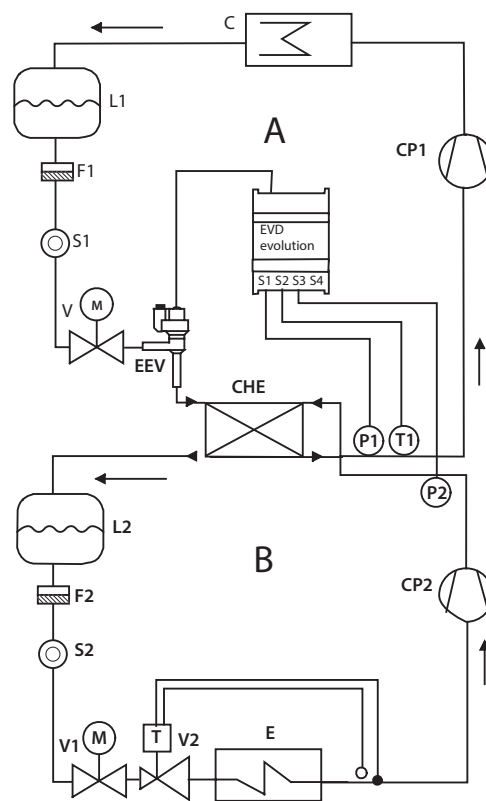 C
L1
A
CP1
F1
EVD
evolution
S1 S2 S3 S4
S1
V
M
EEV
CHE
P1
T1
P2
L2
B
CP2
F2
S2
V1
M
T
V2
E